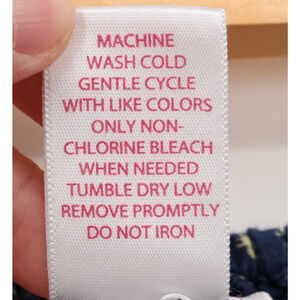 MACHINE
WASH COLD
GENTLE CYCLE
WITH LIKE COLORS
ONLY NON-
CHLORINE BLEACH
WHEN NEEDED
TUMBLE DRY LOW
REMOVE PROMPTLY
DO NOT IRON